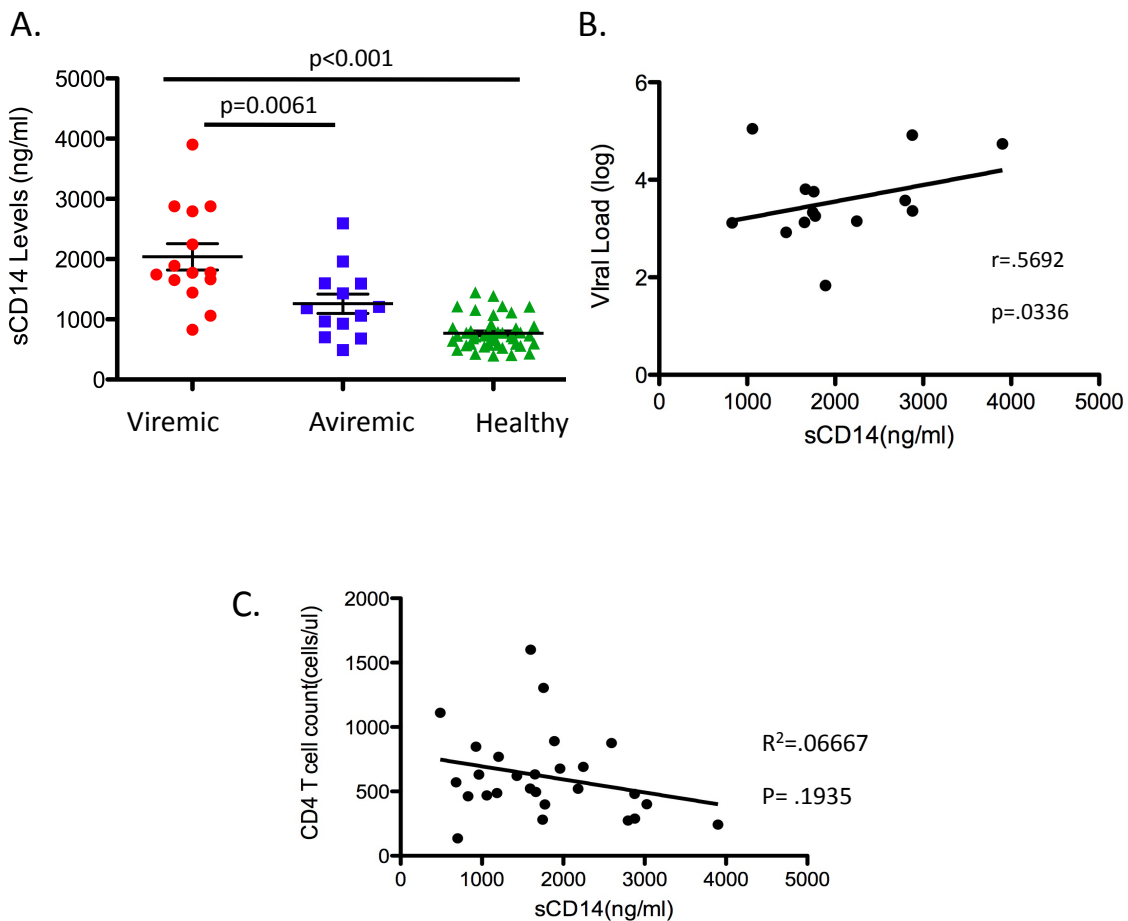 A.
p<0.001
p=0.0061
5000
4000
3000
2000
1000
0
sCD14 Levels (ng/ml)
Viremic Aviremic Healthy
B.
6
4
2
0
VIral Load (log)
r=.5692
p=.0336
0 1000 2000 3000 4000 5000
sCD14(ng/ml)
C.
2000
1500
1000
500
0
CD4 T cell count(cells/ul)
R²=.06667
P= .1935
0 1000 2000 3000 4000 5000
sCD14(ng/ml)